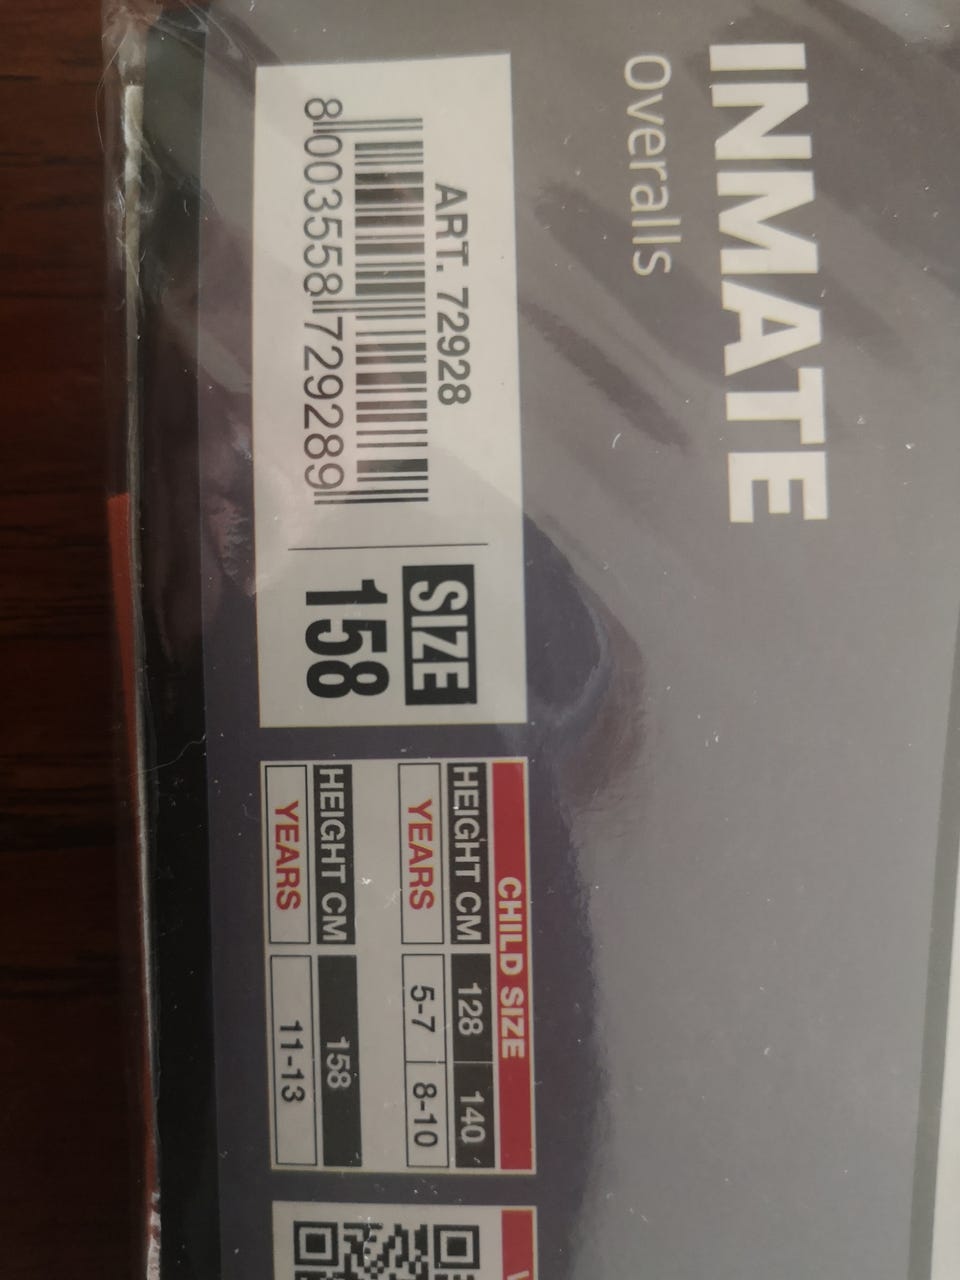 INMATE
Overalls
ART. 72928
8 003558 729289
SIZE
158
CHILD SIZE
HEIGHT CM 128 140
YEARS 5-7 8-10
HEIGHT CM 158
YEARS 11-13